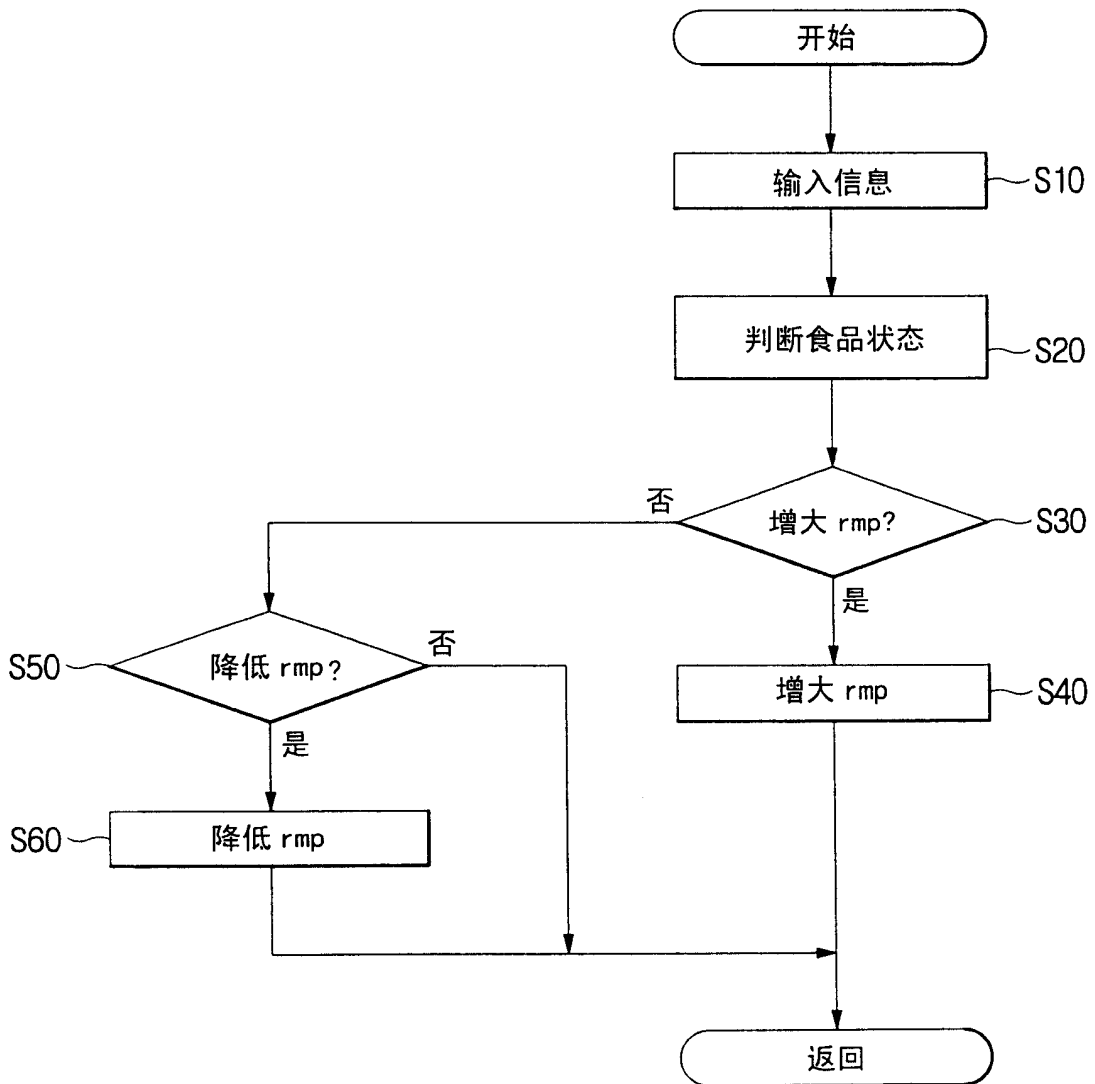 开始
输入信息
S10
判断食品状态
S20
否
增大 rmp?
S30
是
S50
降低 rmp?
否
增大 rmp
S40
是
S60
降低 rmp
返回